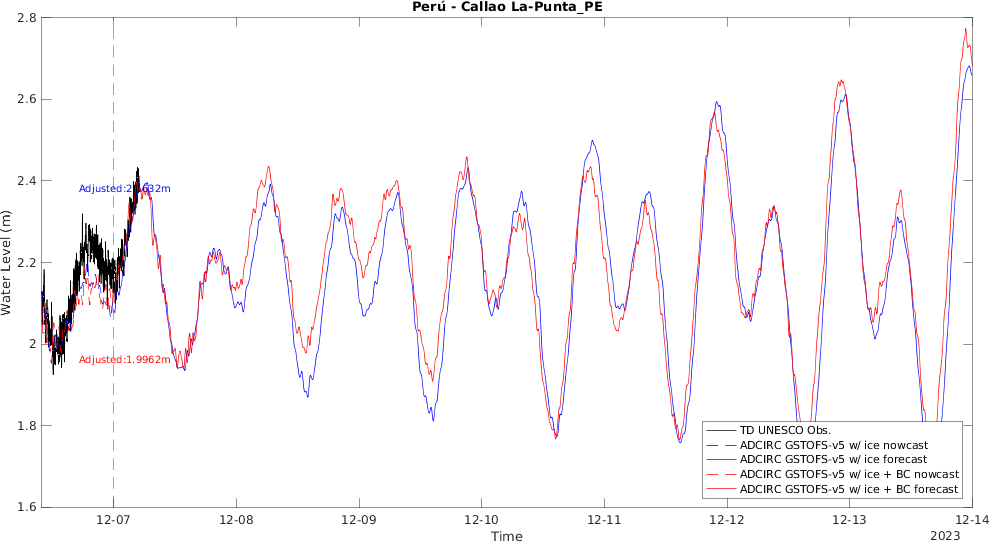 Perú - Callao La-Punta_PE
2.8
2.6
2.4
2.2
2
1.8
1.6
Water Level (m)
Adjusted:1.9962m
TD UNESCO Obs.
ADCIRC GSTOFS-v5 w/ ice nowcast
ADCIRC GSTOFS-v5 w/ ice forecast
ADCIRC GSTOFS-v5 w/ ice + BC nowcast
ADCIRC GSTOFS-v5 w/ ice + BC forecast
12-07
12-08
12-09
12-10
12-11
12-12
12-13
12-14
Time
2023